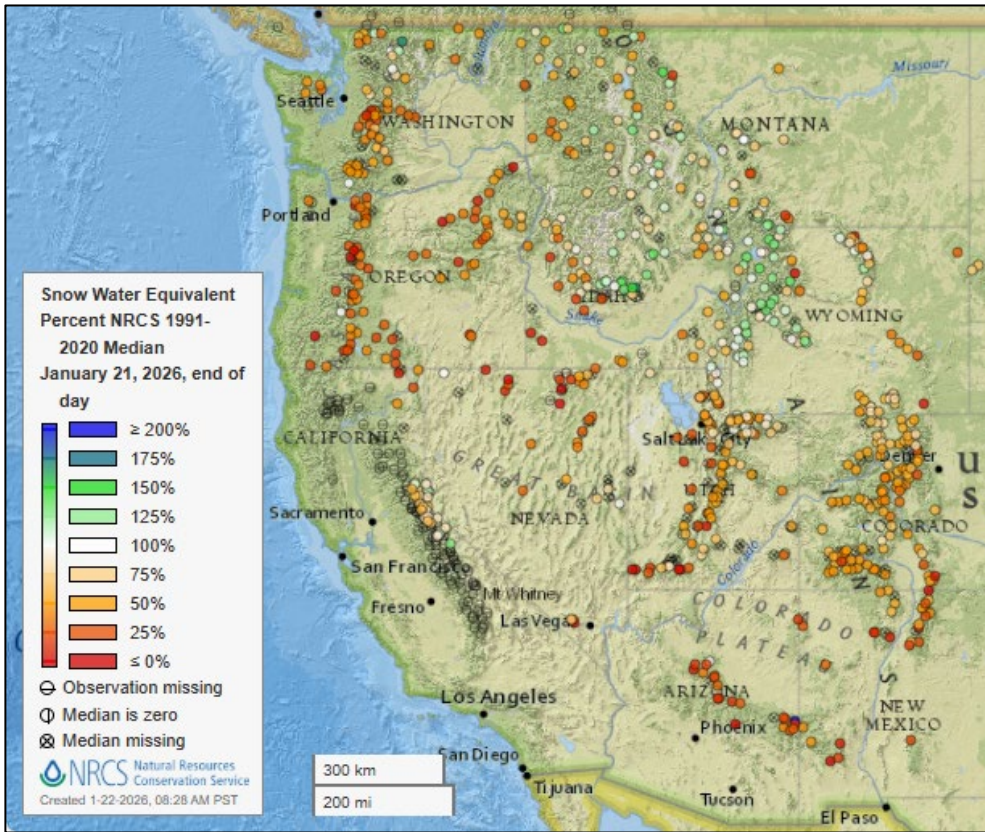 Missouri
Seattle
WASHINGTON
MONTANA
Portland
OREGON
IDAHO
Snake
WYOMING
CALIFORNIA
Salt Lake City
GREAT BASIN
UTAH
Denver
US
NEVADA
COLORADO
Sacramento
San Francisco
Colorado
Mt Whitney
Fresno
Las Vegas
COLORADO
PLATEAU
ARIZONA
NEW
MEXICO
Los Angeles
Phoenix
San Diego
Tijuana
Tucson
El Paso
Snow Water Equivalent
Percent NRCS 1991-
2020 Median
January 21, 2026, end of
day
≥ 200%
175%
150%
125%
100%
75%
50%
25%
≤ 0%
Observation missing
Median is zero
Median missing
NRCS Natural Resources
Conservation Service
Created 1-22-2026, 08:28 AM PST
300 km
200 mi